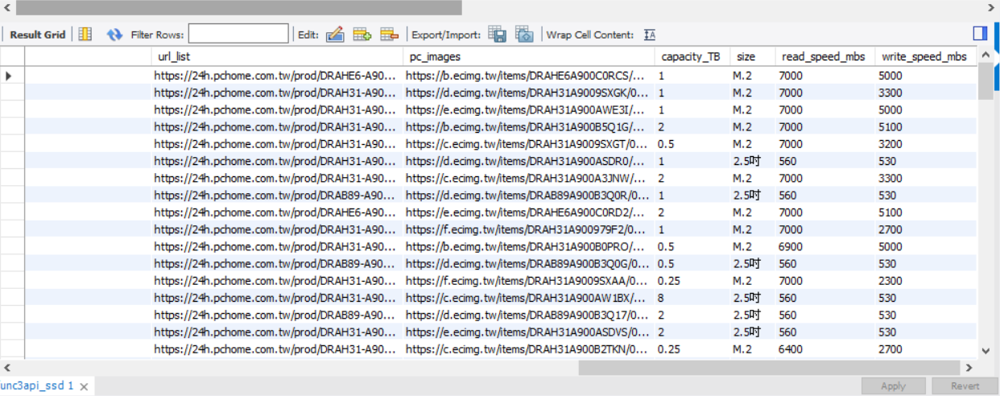 Result Grid Filter Rows: Edit: Export/Import: Wrap Cell Content: IA
url_list pc_images capacity_TB size read_speed_mbs write_speed_mbs
https://24h.pchome.com.tw/prod/DRAHE6-A90... https://b.ecimg.tw/items/DRAHE6A900C0RCS/... 1 M.2 7000 5000
https://24h.pchome.com.tw/prod/DRAH31-A90... https://d.ecimg.tw/items/DRAH31A9009SXGK/0... 1 M.2 7000 3300
https://24h.pchome.com.tw/prod/DRAH31-A90... https://e.ecimg.tw/items/DRAH31A900AWE3I/... 1 M.2 7000 5000
https://24h.pchome.com.tw/prod/DRAH31-A90... https://b.ecimg.tw/items/DRAH31A900B5Q1G/... 2 M.2 7000 5100
https://24h.pchome.com.tw/prod/DRAH31-A90... https://c.ecimg.tw/items/DRAH31A9009SXGT/0... 0.5 M.2 7000 3200
https://24h.pchome.com.tw/prod/DRAH31-A90... https://d.ecimg.tw/items/DRAH31A900ASDR0/... 1 2.5吋 560 530
https://24h.pchome.com.tw/prod/DRAH31-A90... https://c.ecimg.tw/items/DRAH31A900A3JNW/... 2 M.2 7000 3300
https://24h.pchome.com.tw/prod/DRAB89-A90... https://d.ecimg.tw/items/DRAB89A900B3Q0R/0... 1 2.5吋 560 530
https://24h.pchome.com.tw/prod/DRAHE6-A90... https://e.ecimg.tw/items/DRAHE6A900C0RD2/... 2 M.2 7000 5100
https://24h.pchome.com.tw/prod/DRAH31-A90... https://f.ecimg.tw/items/DRAH31A900979F2/0... 1 M.2 7000 2700
https://24h.pchome.com.tw/prod/DRAH31-A90... https://b.ecimg.tw/items/DRAH31A900B0PRO/... 0.5 M.2 6900 5000
https://24h.pchome.com.tw/prod/DRAB89-A90... https://d.ecimg.tw/items/DRAB89A900B3Q0G/0... 0.5 2.5吋 560 530
https://24h.pchome.com.tw/prod/DRAH31-A90... https://f.ecimg.tw/items/DRAH31A9009SXAA/0... 0.25 M.2 7000 2300
https://24h.pchome.com.tw/prod/DRAH31-A90... https://c.ecimg.tw/items/DRAH31A900AW1BX/... 8 2.5吋 560 530
https://24h.pchome.com.tw/prod/DRAB89-A90... https://d.ecimg.tw/items/DRAB89A900B3Q17/0... 2 2.5吋 560 530
https://24h.pchome.com.tw/prod/DRAH31-A90... https://e.ecimg.tw/items/DRAH31A900ASDVS/0... 2 2.5吋 560 530
https://24h.pchome.com.tw/prod/DRAH31-A90... https://c.ecimg.tw/items/DRAH31A900B2TKN/0... 0.25 M.2 6400 2700
unc3api_ssd 1 Apply Revert